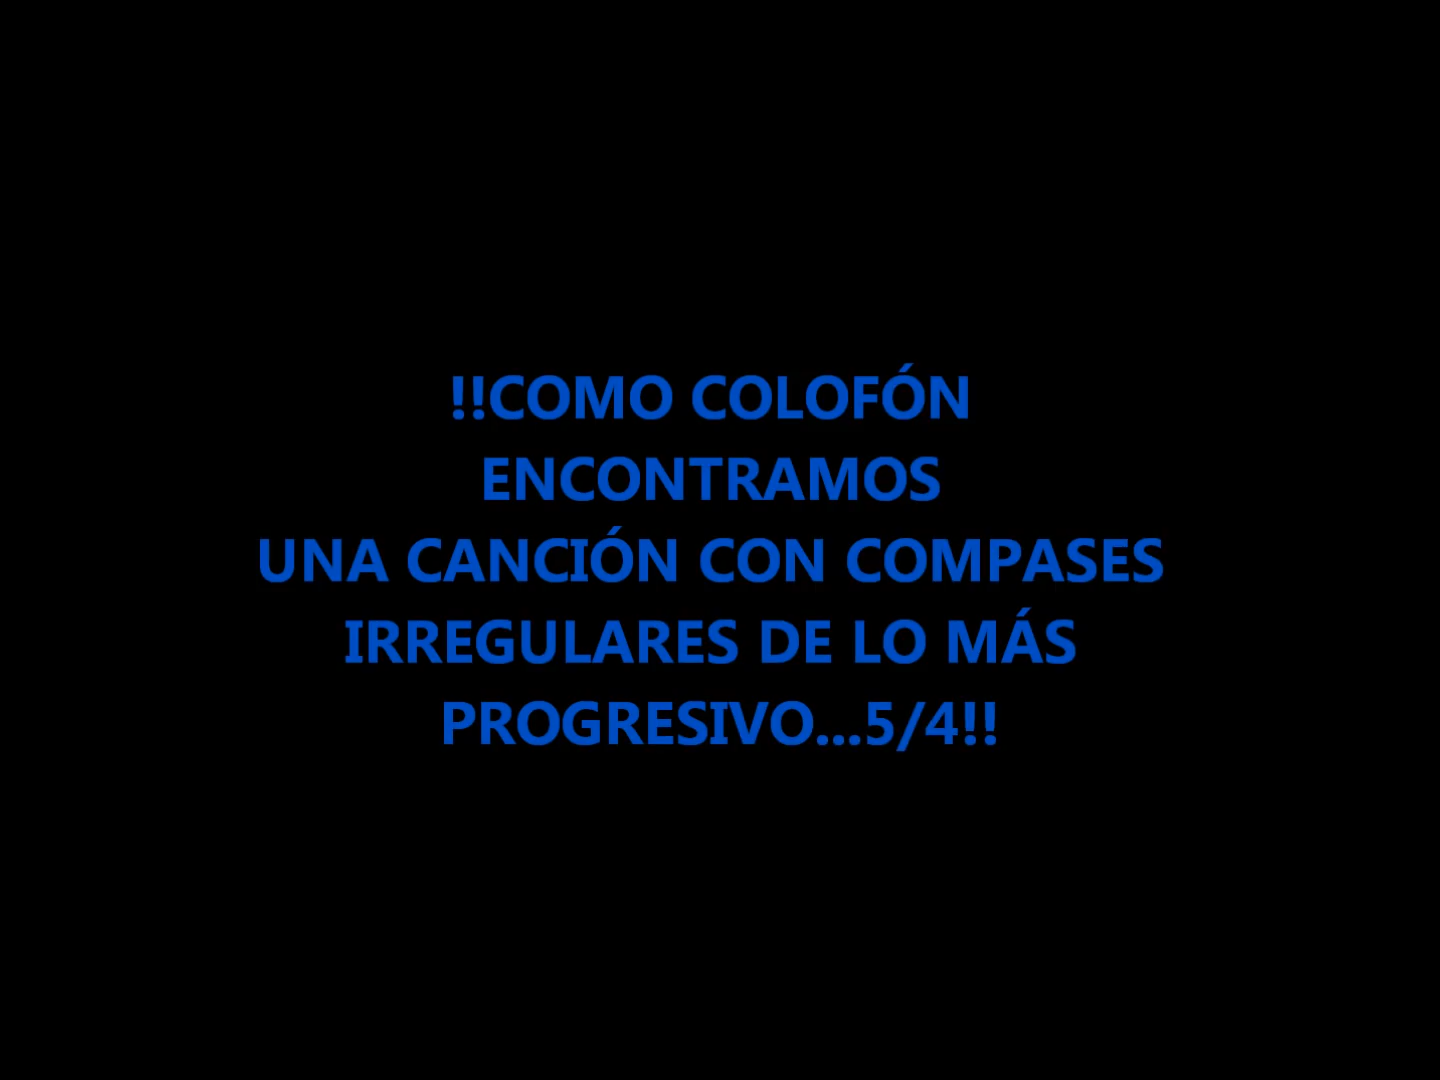 !!COMO COLOFÓN
ENCONTRAMOS
UNA CANCIÓN CON COMPASES
IRREGULARES DE LO MÁS
PROGRESIVO...5/4!!